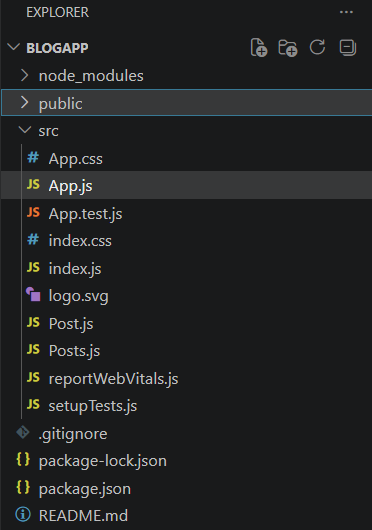 EXPLORER ...
BLOGAPP
node_modules
public
src
# App.css
JS App.js
JS App.test.js
# index.css
JS index.js
logo.svg
JS Post.js
JS Posts.js
JS reportWebVitals.js
JS setupTests.js
.gitignore
{ } package-lock.json
{ } package.json
README.md